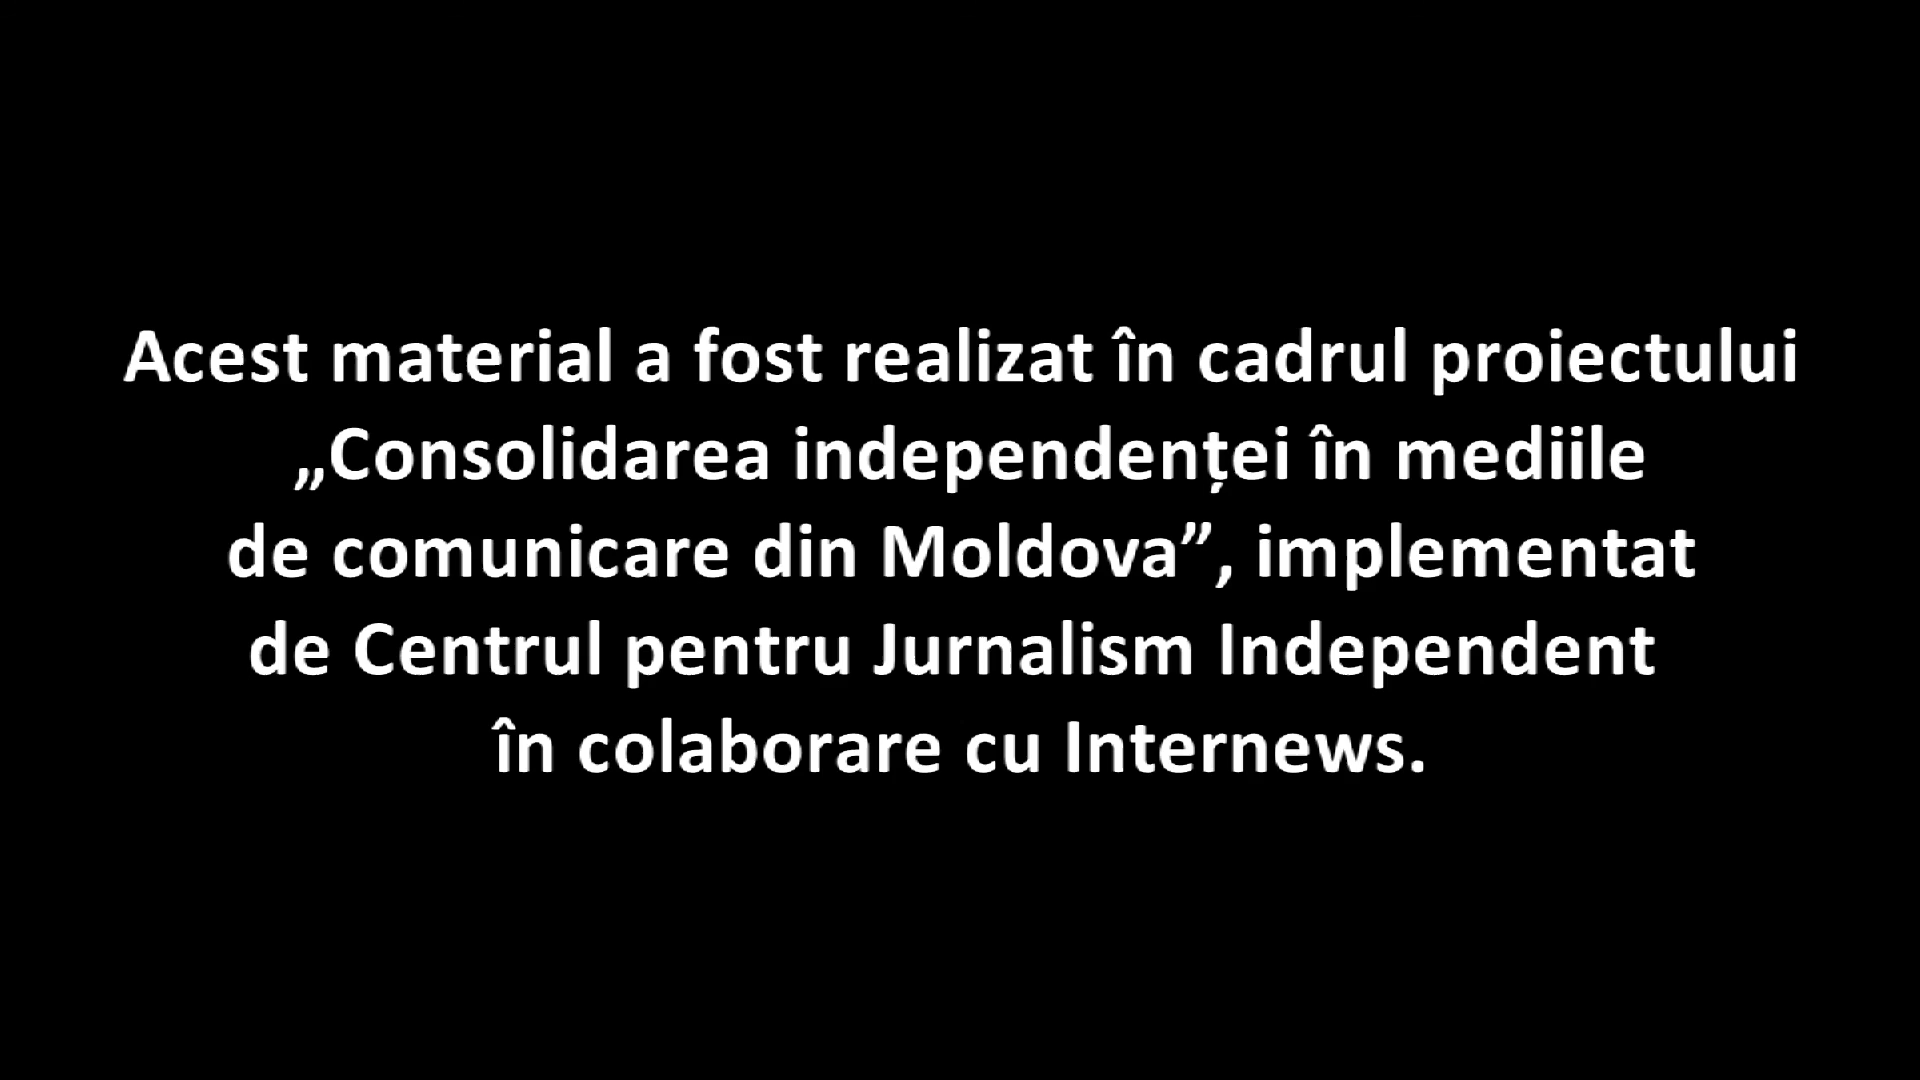 Acest material a fost realizat în cadrul proiectului
„Consolidarea independenței în mediile
de comunicare din Moldova”, implementat
de Centrul pentru Jurnalism Independent
în colaborare cu Internews.